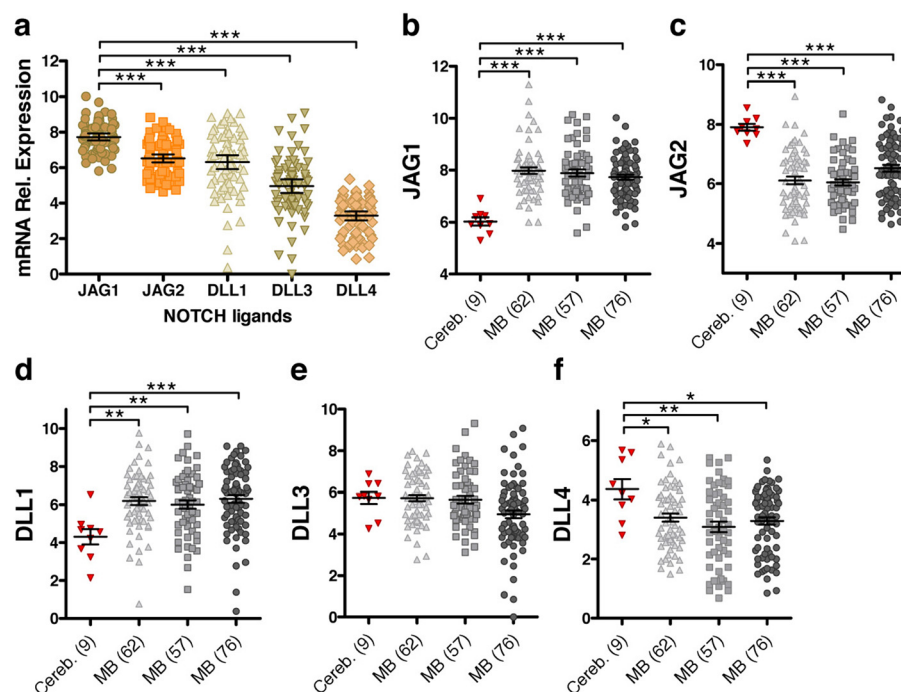 a
***
***
***
***
mRNA Rel. Expression
12
10
8
6
4
2
0
JAG1 JAG2 DLL1 DLL3 DLL4
NOTCH ligands
b
***
***
***
JAG1
12
10
8
6
4
Cereb. (9) MB (62) MB (57) MB (76)
c
***
***
***
JAG2
10
8
6
4
Cereb. (9) MB (62) MB (57) MB (76)
d
***
**
**
DLL1
10
8
6
4
2
0
Cereb. (9) MB (62) MB (57) MB (76)
e
DLL3
10
8
6
4
2
0
Cereb. (9) MB (62) MB (57) MB (76)
f
*
**
*
DLL4
6
4
2
0
Cereb. (9) MB (62) MB (57) MB (76)